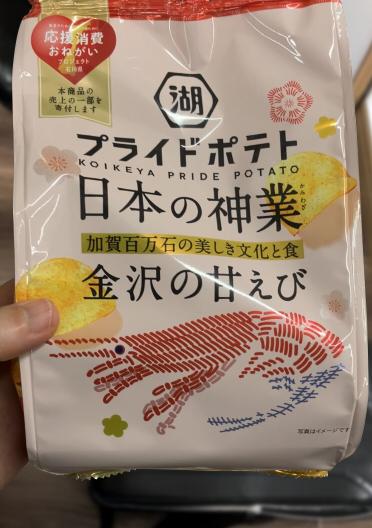 応援消費
おねがい
プロジェクト
石川県
本商品の
売上の一部を
寄付します
湖
プライドポテト
KOIKEYA PRIDE POTATO
日本の神業
かみわざ
加賀百万石の美しき文化と食
金沢の甘えび
写真はイメージです